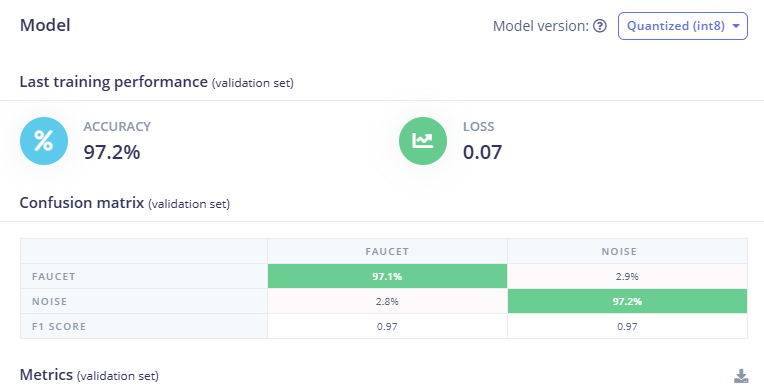 Model
Model version: Quantized (int8)
Last training performance (validation set)
% ACCURACY
97.2%
LOSS
0.07
Confusion matrix (validation set)
FAUCET NOISE
FAUCET 97.1% 2.9%
NOISE 2.8% 97.2%
F1 SCORE 0.97 0.97
Metrics (validation set)